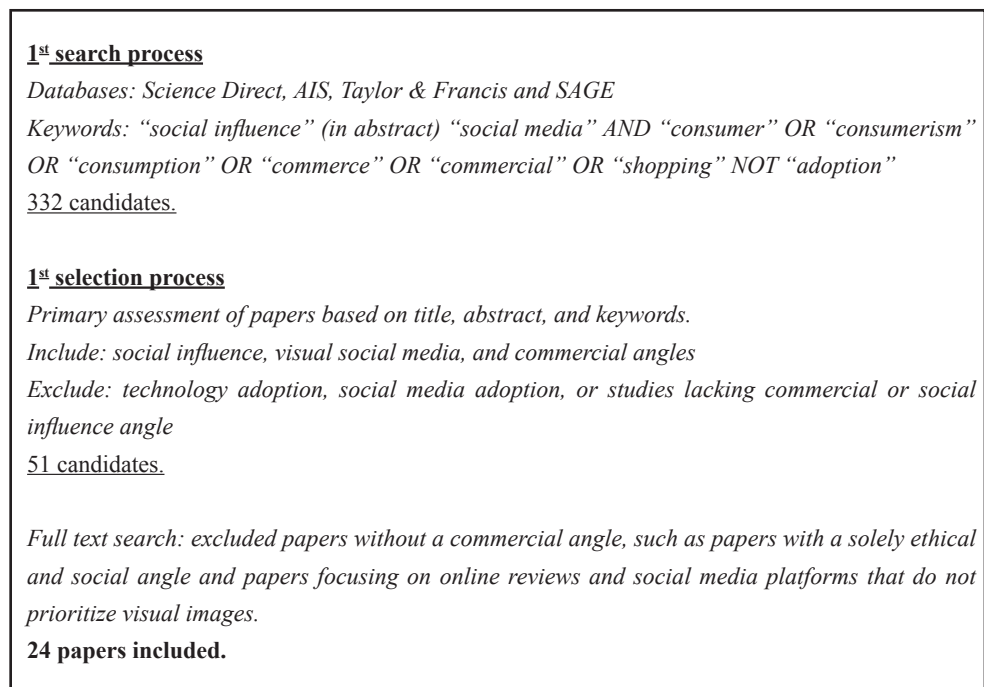 1st search process
Databases: Science Direct, AIS, Taylor & Francis and SAGE
Keywords: “social influence” (in abstract) “social media” AND “consumer” OR “consumerism”
OR “consumption” OR “commerce” OR “commercial” OR “shopping” NOT “adoption”
332 candidates.
1st selection process
Primary assessment of papers based on title, abstract, and keywords.
Include: social influence, visual social media, and commercial angles
Exclude: technology adoption, social media adoption, or studies lacking commercial or social
influence angle
51 candidates.
Full text search: excluded papers without a commercial angle, such as papers with a solely ethical
and social angle and papers focusing on online reviews and social media platforms that do not
prioritize visual images.
24 papers included.